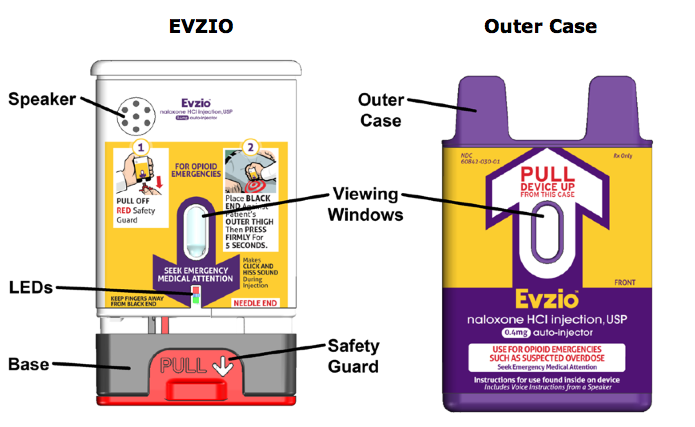 EVZIO
Outer Case
Speaker
Evzio
naloxone HCl injection, USP
0.4mg auto-injector
1
PULL OFF
RED Safety
Guard
FOR OPIOID
EMERGENCIES
2
Place BLACK
END Against
Patient's
OUTER THIGH
Then PRESS
FIRMLY For
5 SECONDS.
SEEK EMERGENCY
MEDICAL ATTENTION
Makes
CLICK AND
HISS SOUND
During
Injection
LEDs
KEEP FINGERS AWAY
FROM BLACK END
NEEDLE END
Base
PULL
Safety
Guard
Viewing
Windows
Outer
Case
NDC
60842-030-01
Rx Only
PULL
DEVICE UP
FROM THIS CASE
FRONT
Evzio™
naloxone HCl injection, USP
0.4mg auto-injector
USE FOR OPIOID EMERGENCIES
SUCH AS SUSPECTED OVERDOSE
Seek Emergency Medical Attention
Instructions for use found inside on device
Includes Voice Instructions from a Speaker